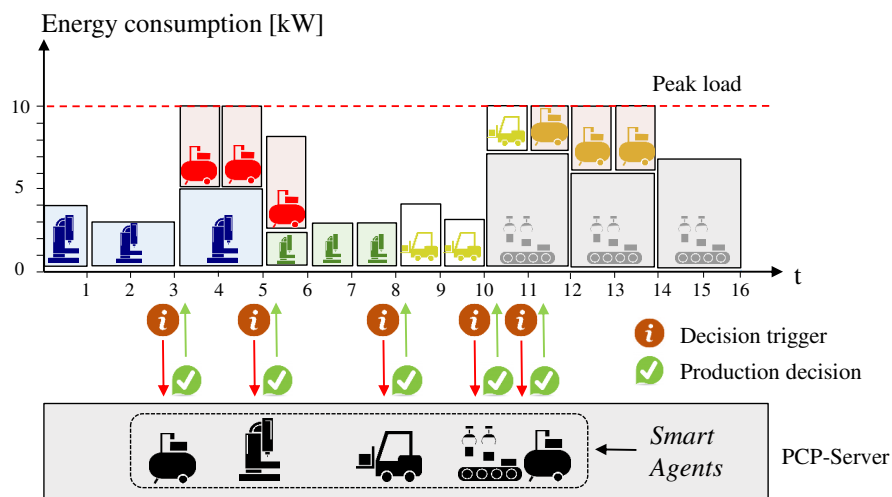 Energy consumption [kW]
Peak load
10
5
0
1 2 3 4 5 6 7 8 9 10 11 12 13 14 15 16
t
i i i i i i
Decision trigger
Production decision
Smart
Agents
PCP-Server